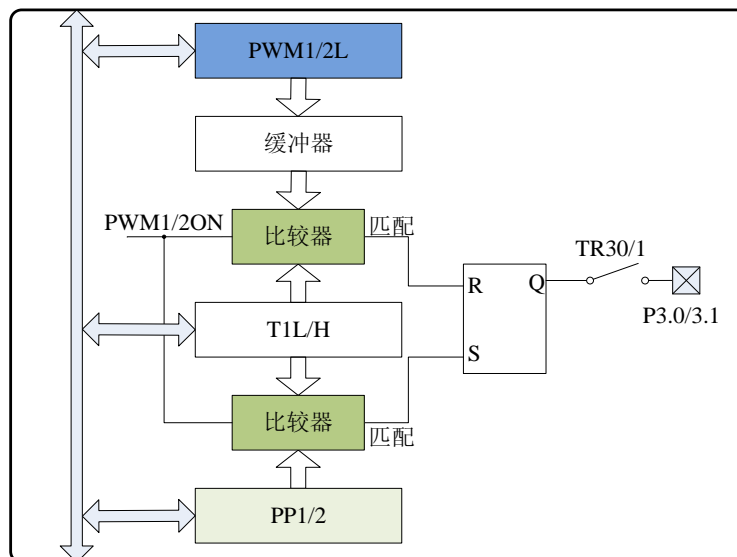 PWM1/2L
缓冲器
PWM1/2ON
比较器
匹配
TR30/1
R
Q
P3.0/3.1
T1L/H
S
比较器
匹配
PP1/2